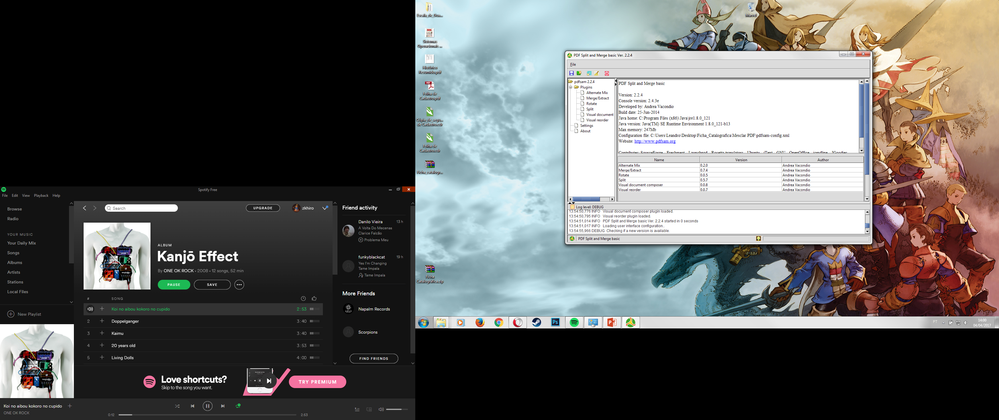 Spotify Free
File Edit View Playback Help
Browse
Radio
YOUR MUSIC
Your Daily Mix
Songs
Albums
Artists
Stations
Local Files
New Playlist
Search
UPGRADE
zkhiro
ALBUM
Kanjō Effect
By ONE OK ROCK • 2008 • 12 songs, 52 min
PAUSE SAVE
# SONG
Koi no aibou kokoro no cupido 2:53
2 Doppelganger 3:40
3 Kaimu 3:40
4 20 years old 3:53
5 Living Dolls 4:00
Friend activity
Danilo Vieira 13 h
A Volta Do Mecenas
Clarice Falcão
Problema Meu
funkyblackcat 19 h
Yes I'm Changing
Tame Impala
Tame Impala
More Friends
Napalm Records
Scorpions
FIND FRIENDS
Love shortcuts?
Skip to the song you want.
TRY PREMIUM
Koi no aibou kokoro no cupido
ONE OK ROCK
0:12 2:53
Escala_de_Gua...
Sistemas
Operacionais ...
Histórico
Resumido.pdf
PDF
Folha de
Cadastro.pdf
Cópia_de_segu...
de Cadastro.cdr
Folha de
Cadastro.cdr
Ficha_catalogr...
Ficha
Catalografica.zip
Marvel
PDF Split and Merge basic Ver. 2.2.4
File
pdfsam 2.2.4
Plugins
Alternate Mix
Merge/Extract
Rotate
Split
Visual document
Visual reorder
Settings
About
PDF Split and Merge basic
Version: 2.2.4
Console version: 2.4.3e
Developed by: Andrea Vacondio
Build date: 25-Jun-2014
Java home: C:\Program Files (x86)\Java\jre1.8.0_121
Java version: Java(TM) SE Runtime Environment 1.8.0_121-b13
Max memory: 247Mb
Configuration file: C:\Users\Leandro\Desktop\Ficha_Catalografica\Mesclar PDF\pdfsam-config.xml
Website: http://www.pdfsam.org
Contributes: SourceForge Freshmeat Launchpad Rosetta translators Ubuntu iText GNU OpenOffice jcmdline JGoodies
Name Version Author
Alternate Mix 0.2.0 Andrea Vacondio
Merge/Extract 0.7.4 Andrea Vacondio
Rotate 0.0.5 Andrea Vacondio
Split 0.5.7 Andrea Vacondio
Visual document composer 0.0.8 Andrea Vacondio
Visual reorder 0.0.7 Andrea Vacondio
Log level: DEBUG
13:54:50,776 INFO Visual document composer plugin loaded.
13:54:50,795 INFO Visual reorder plugin loaded.
13:54:51,014 INFO PDF Split and Merge basic Ver. 2.2.4 started in 0 seconds
13:54:51,017 INFO Loading user interface configuration..
13:54:55,966 DEBUG Checking if a new version is available.
PDF Split and Merge basic
Ps
PT
14:00
04/04/2017